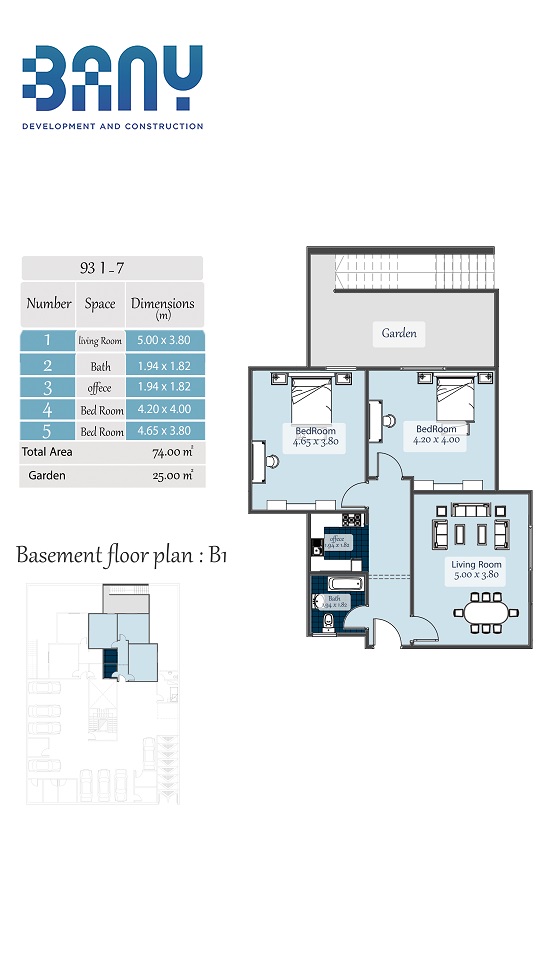 BANY
DEVELOPMENT AND CONSTRUCTION
93 1-7
Number Space Dimensions (m)
1 living Room 5.00 x 3.80
2 Bath 1.94 x 1.82
3 offece 1.94 x 1.82
4 Bed Room 4.20 x 4.00
5 Bed Room 4.65 x 3.80
Total Area 74.00 m²
Garden 25.00 m²
Basement floor plan : B1
Garden
BedRoom
4.65 x 3.80
BedRoom
4.20 x 4.00
offece
1.94 x 1.82
Living Room
5.00 x 3.80
Bath
1.94 x 1.82